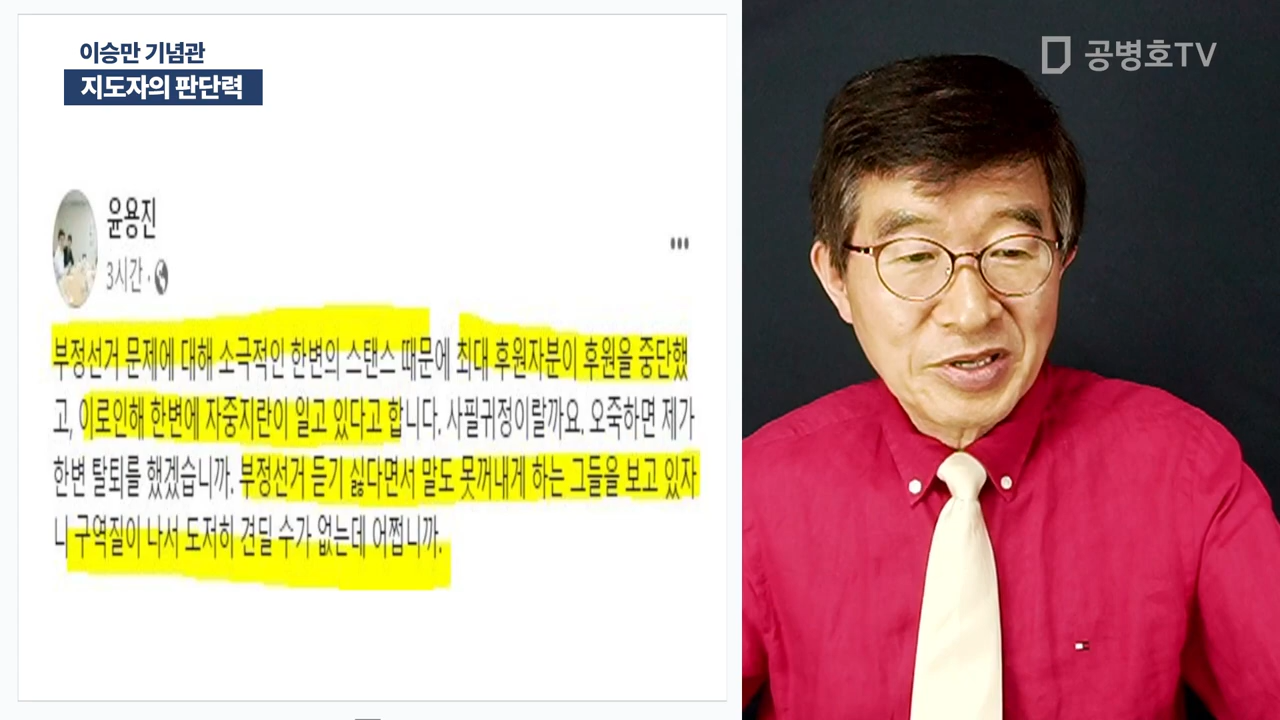 이승만 기념관
지도자의 판단력
공병호TV
윤용진
3시간 ·
부정선거 문제에 대해 소극적인 한변의 스탠스 때문에 최대 후원자분이 후원을 중단했
고, 이로인해 한변에 자중지란이 일고 있다고 합니다. 사필귀정이랄까요. 오죽하면 제가
한변 탈퇴를 했겠습니까. 부정선거 듣기 싫다면서 말도 못꺼내게 하는 그들을 보고 있자
니 구역질이 나서 도저히 견딜 수가 없는데 어쩝니까.